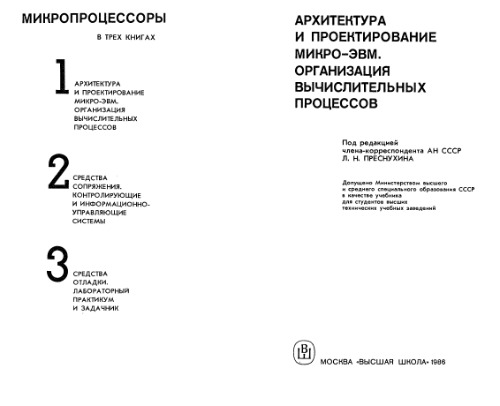 МИКРОПРОЦЕССОРЫ
В ТРЕХ КНИГАХ
1
АРХИТЕКТУРА
И ПРОЕКТИРОВАНИЕ
МИКРО-ЭВМ.
ОРГАНИЗАЦИЯ
ВЫЧИСЛИТЕЛЬНЫХ
ПРОЦЕССОВ
2
СРЕДСТВА
СОПРЯЖЕНИЯ.
КОНТРОЛИРУЮЩИЕ
И ИНФОРМАЦИОННО-
УПРАВЛЯЮЩИЕ
СИСТЕМЫ
3
СРЕДСТВА
ОТЛАДКИ.
ЛАБОРАТОРНЫЙ
ПРАКТИКУМ
И ЗАДАЧНИК
АРХИТЕКТУРА
И ПРОЕКТИРОВАНИЕ
МИКРО-ЭВМ.
ОРГАНИЗАЦИЯ
ВЫЧИСЛИТЕЛЬНЫХ
ПРОЦЕССОВ
Под редакцией
члена-корреспондента АН СССР
Л. Н. ПРЕСНУХИНА
Допущено Министерством высшего
и среднего специального образования СССР
в качестве учебника
для студентов высших
технических учебных заведений
ВШ
МОСКВА «ВЫСШАЯ ШКОЛА» 1986